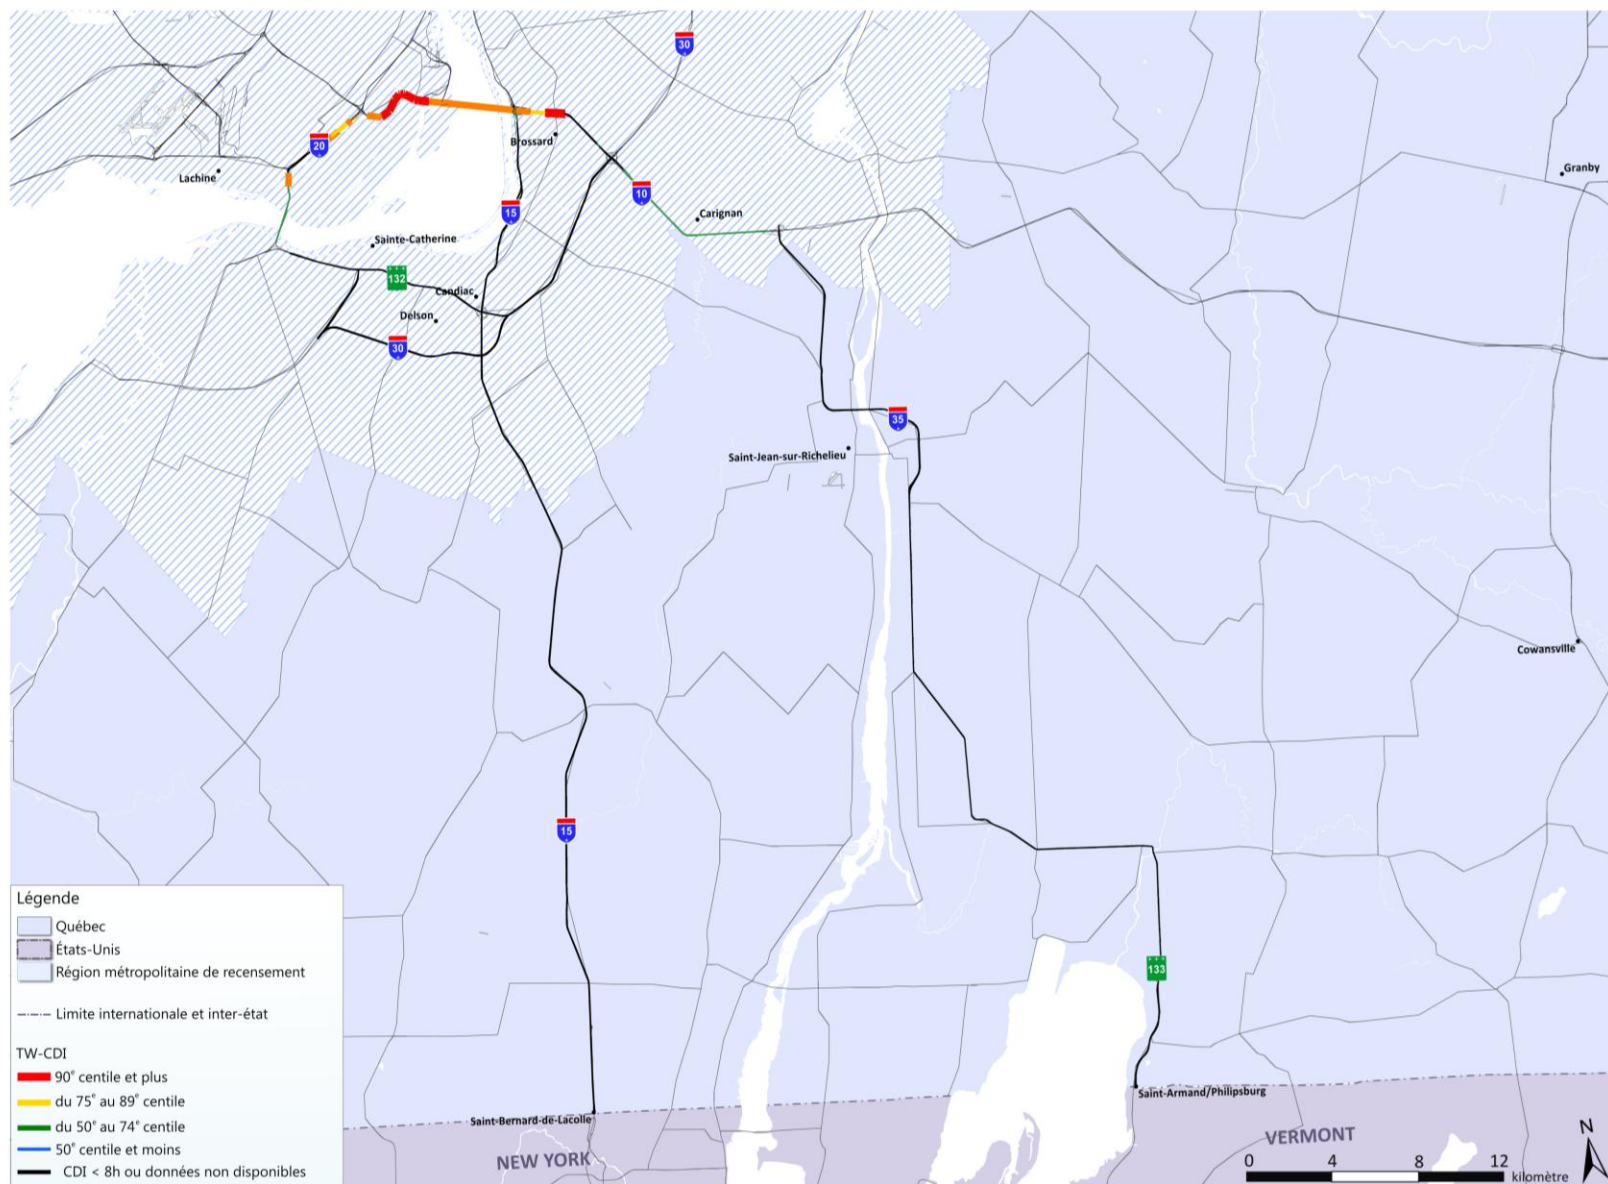 30
20
Brossard
Lachine
Granby
10
15
Carignan
Sainte-Catherine
132
Candiac
Delson
30
35
Saint-Jean-sur-Richelieu
Cowansville
15
Légende
Québec
États-Unis
Région métropolitaine de recensement
Limite internationale et inter-état
TW-CDI
90e centile et plus
du 75e au 89e centile
du 50e au 74e centile
50e centile et moins
CDI < 8h ou données non disponibles
133
Saint-Armand/Philipsburg
Saint-Bernard-de-Lacolle
NEW YORK
VERMONT
N
0 4 8 12
kilomètre